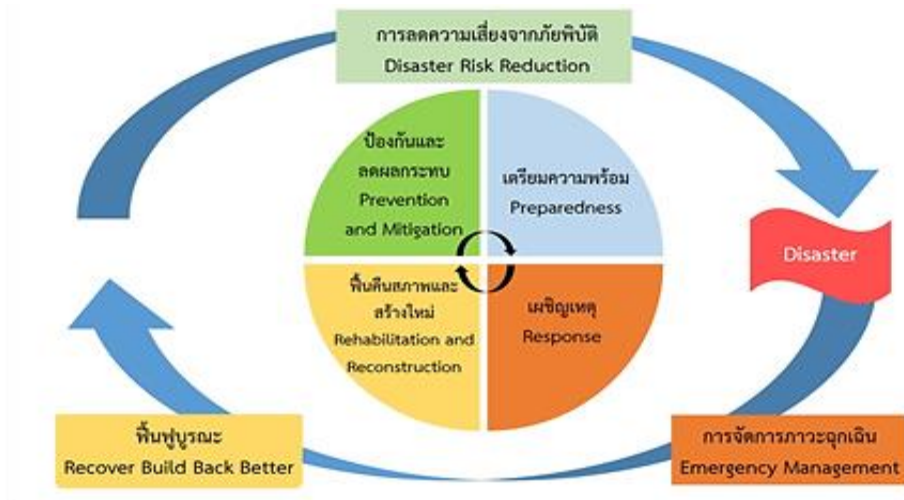 การลดความเสี่ยงจากภัยพิบัติ
Disaster Risk Reduction
ป้องกันและ
ลดผลกระทบ
Prevention
and Mitigation
เตรียมความพร้อม
Preparedness
Disaster
ฟื้นคืนสภาพและ
สร้างใหม่
Rehabilitation and
Reconstruction
เผชิญเหตุ
Response
ฟื้นฟูบูรณะ
Recover Build Back Better
การจัดการภาวะฉุกเฉิน
Emergency Management